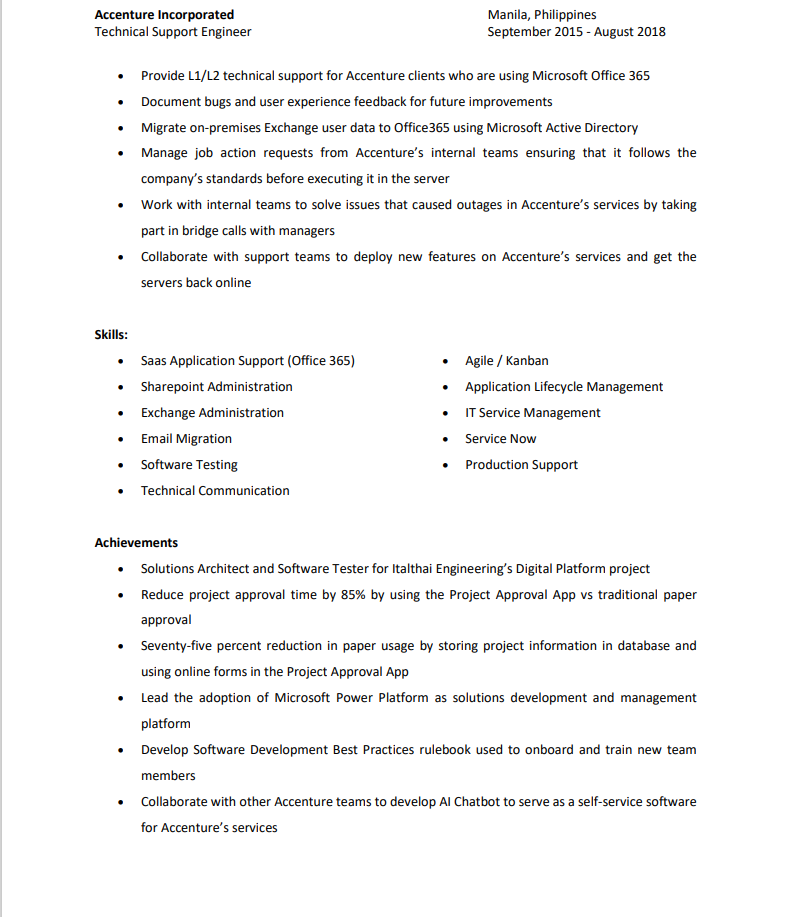 Accenture Incorporated Manila, Philippines
Technical Support Engineer September 2015 - August 2018
• Provide L1/L2 technical support for Accenture clients who are using Microsoft Office 365
• Document bugs and user experience feedback for future improvements
• Migrate on-premises Exchange user data to Office365 using Microsoft Active Directory
• Manage job action requests from Accenture's internal teams ensuring that it follows the
company's standards before executing it in the server
• Work with internal teams to solve issues that caused outages in Accenture's services by taking
part in bridge calls with managers
• Collaborate with support teams to deploy new features on Accenture's services and get the
servers back online
Skills:
• Saas Application Support (Office 365)
• Sharepoint Administration
• Exchange Administration
• Email Migration
• Software Testing
• Technical Communication
• Agile / Kanban
• Application Lifecycle Management
• IT Service Management
• Service Now
• Production Support
Achievements
• Solutions Architect and Software Tester for Italthai Engineering's Digital Platform project
• Reduce project approval time by 85% by using the Project Approval App vs traditional paper
approval
• Seventy-five percent reduction in paper usage by storing project information in database and
using online forms in the Project Approval App
• Lead the adoption of Microsoft Power Platform as solutions development and management
platform
• Develop Software Development Best Practices rulebook used to onboard and train new team
members
• Collaborate with other Accenture teams to develop AI Chatbot to serve as a self-service software
for Accenture's services